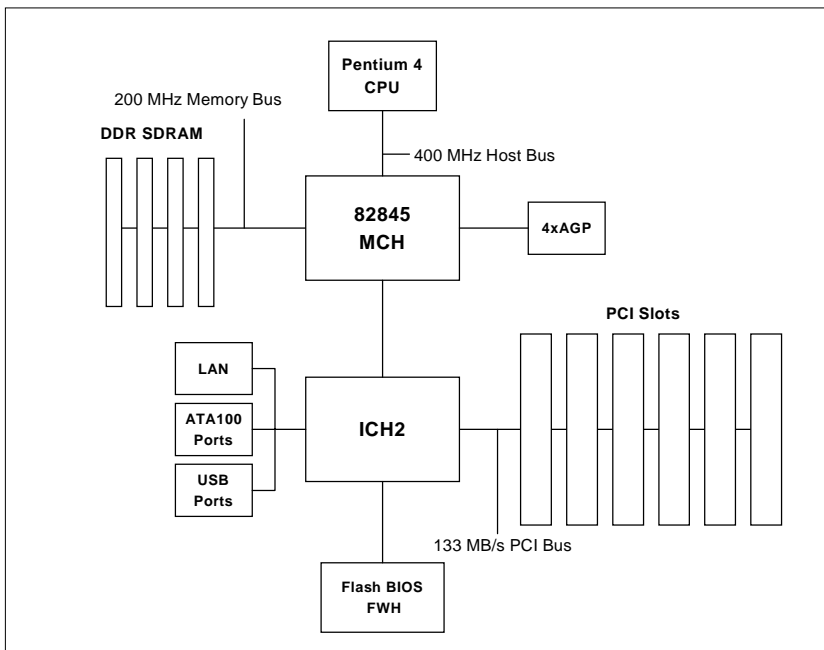 Pentium 4
CPU
200 MHz Memory Bus
DDR SDRAM
400 MHz Host Bus
82845
MCH
4xAGP
PCI Slots
LAN
ATA100
Ports
ICH2
USB
Ports
133 MB/s PCI Bus
Flash BIOS
FWH